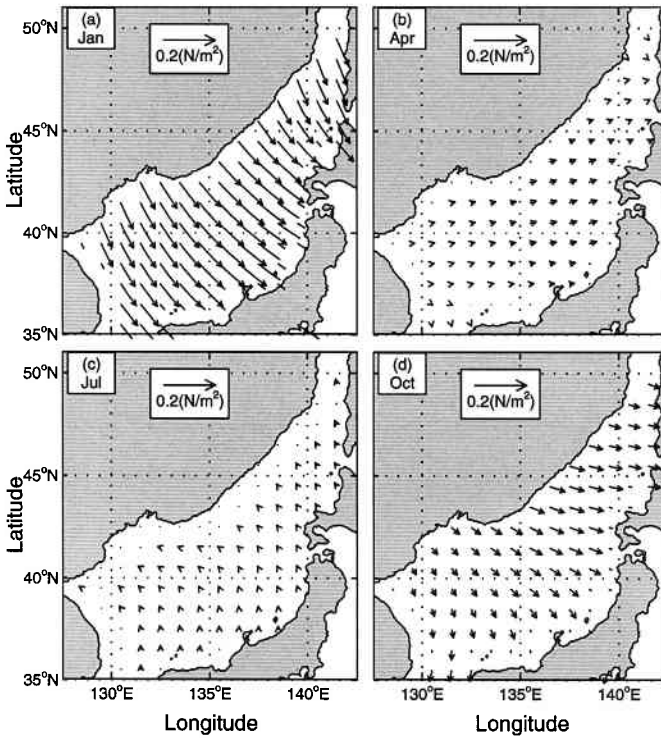 (a)
Jan
0.2(N/m²)
(b)
Apr
0.2(N/m²)
50°N
45°N
40°N
35°N
Latitude
(c)
Jul
0.2(N/m²)
(d)
Oct
0.2(N/m²)
50°N
45°N
40°N
35°N
Latitude
130°E 135°E 140°E
130°E 135°E 140°E
Longitude
Longitude